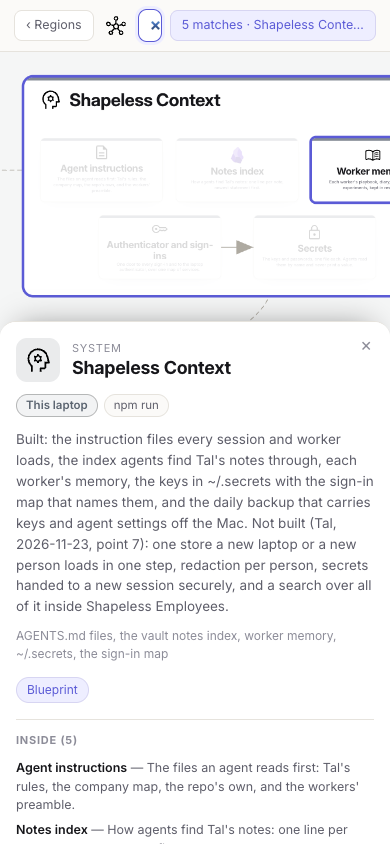 ‹ Regions
×
5 matches · Shapeless Conte…
Shapeless Context
Agent instructions
Notes index
Worker mem
Authenticator and sign-
ins
Secrets
SYSTEM
Shapeless Context
×
This laptop
npm run
Built: the instruction files every session and worker
loads, the index agents find Tal's notes through, each
worker's memory, the keys in ~/.secrets with the sign-in
map that names them, and the daily backup that carries
keys and agent settings off the Mac. Not built (Tal,
2026-11-23, point 7): one store a new laptop or a new
person loads in one step, redaction per person, secrets
handed to a new session securely, and a search over all
of it inside Shapeless Employees.
AGENTS.md files, the vault notes index, worker memory,
~/.secrets, the sign-in map
Blueprint
INSIDE (5)
Agent instructions — The files an agent reads first: Tal's
rules, the company map, the repo's own, and the workers'
preamble.
Notes index — How agents find Tal's notes: one line per